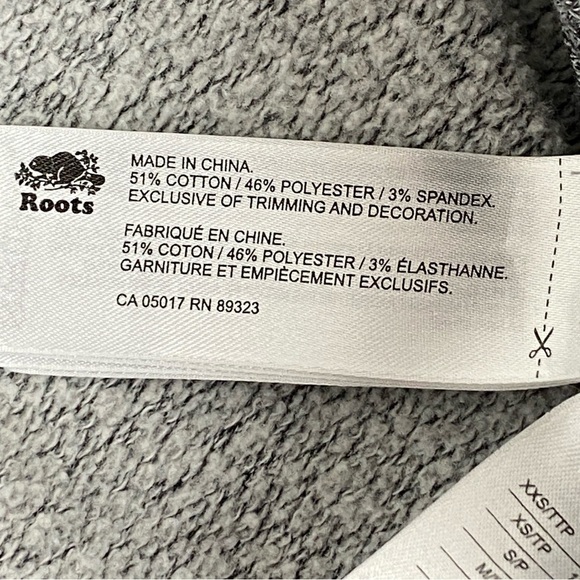 Roots
MADE IN CHINA.
51% COTTON / 46% POLYESTER / 3% SPANDEX.
EXCLUSIVE OF TRIMMING AND DECORATION.
FABRIQUÉ EN CHINE.
51% COTON / 46% POLYESTER / 3% ÉLASTHANNE.
GARNITURE ET EMPIÈCEMENT EXCLUSIFS.
CA 05017 RN 89323
XXS/TTP
XS/TP
S/P